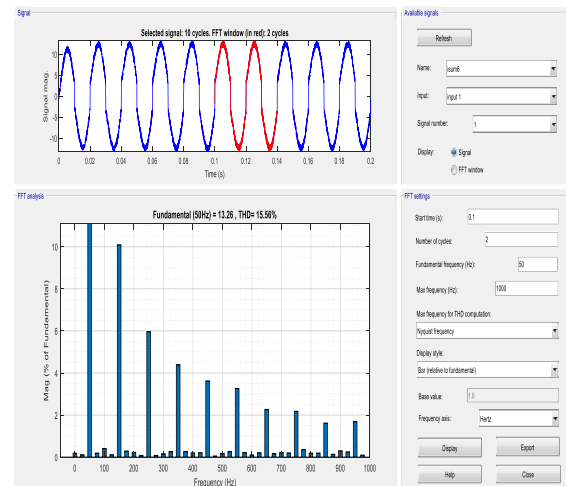 Signal
Selected signal: 10 cycles. FFT window (in red): 2 cycles
Signal mag.
10
5
0
-5
-10
0 0.02 0.04 0.06 0.08 0.1 0.12 0.14 0.16 0.18 0.2
Time (s)
Available signals
Refresh
Name:
isum6
Input:
input 1
Signal number:
1
Display:
Signal
FFT window
FFT analysis
Fundamental (50Hz) = 13.26 , THD= 15.56%
Mag (% of Fundamental)
10
8
6
4
2
0
0 100 200 300 400 500 600 700 800 900 1000
Frequency (Hz)
FFT settings
Start time (s):
0.1
Number of cycles:
2
Fundamental frequency (Hz):
50
Max frequency (Hz):
1000
Max frequency for THD computation:
Nyquist frequency
Display style:
Bar (relative to fundamental)
Base value:
1.0
Frequency axis:
Hertz
Display
Export
Help
Close